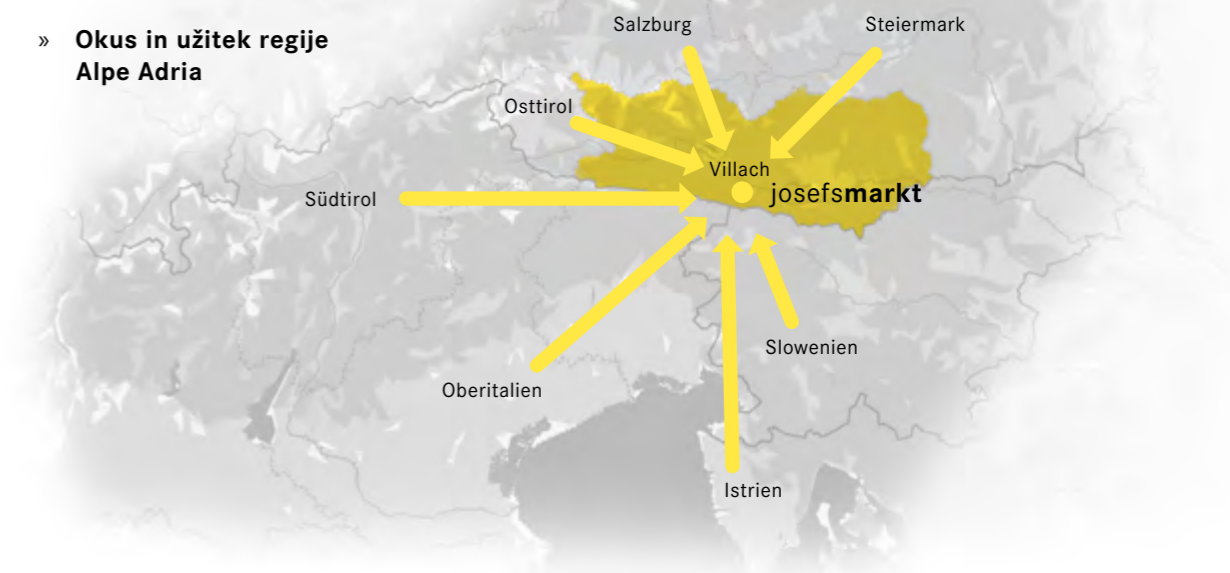 » Okus in užitek regije
Alpe Adria
Salzburg
Steiermark
Osttirol
Villach
josefsmarkt
Südtirol
Slowenien
Oberitalien
Istrien